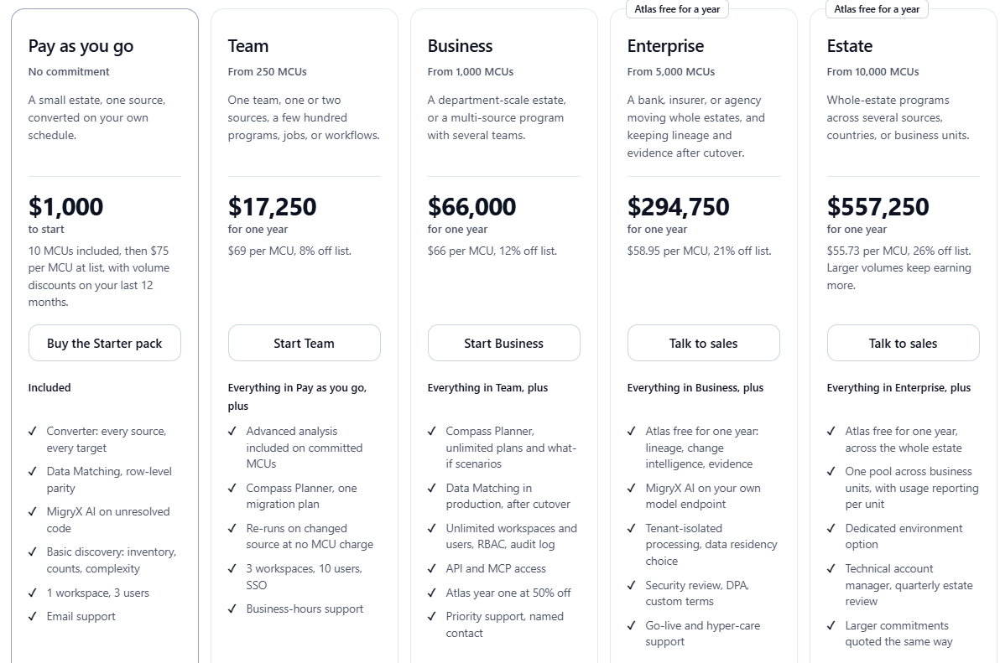 Pay as you go
No commitment
A small estate, one source,
converted on your own
schedule.
$1,000
to start
10 MCUs included, then $75
per MCU at list, with volume
discounts on your last 12
months.
Buy the Starter pack
Included
✓ Converter: every source,
every target
✓ Data Matching, row-level
parity
✓ MigryX AI on unresolved
code
✓ Basic discovery: inventory,
counts, complexity
✓ 1 workspace, 3 users
✓ Email support
Team
From 250 MCUs
One team, one or two
sources, a few hundred
programs, jobs, or workflows.
$17,250
for one year
$69 per MCU, 8% off list.
Start Team
Everything in Pay as you go,
plus
✓ Advanced analysis
included on committed
MCUs
✓ Compass Planner, one
migration plan
✓ Re-runs on changed
source at no MCU charge
✓ 3 workspaces, 10 users,
SSO
✓ Business-hours support
Business
From 1,000 MCUs
A department-scale estate,
or a multi-source program
with several teams.
$66,000
for one year
$66 per MCU, 12% off list.
Start Business
Everything in Team, plus
✓ Compass Planner,
unlimited plans and what-
if scenarios
✓ Data Matching in
production, after cutover
✓ Unlimited workspaces and
users, RBAC, audit log
✓ API and MCP access
✓ Atlas year one at 50% off
✓ Priority support, named
contact
Atlas free for a year
Enterprise
From 5,000 MCUs
A bank, insurer, or agency
moving whole estates, and
keeping lineage and
evidence after cutover.
$294,750
for one year
$58.95 per MCU, 21% off list.
Talk to sales
Everything in Business, plus
✓ Atlas free for one year:
lineage, change
intelligence, evidence
✓ MigryX AI on your own
model endpoint
✓ Tenant-isolated
processing, data residency
choice
✓ Security review, DPA,
custom terms
✓ Go-live and hyper-care
support
Atlas free for a year
Estate
From 10,000 MCUs
Whole-estate programs
across several sources,
countries, or business units.
$557,250
for one year
$55.73 per MCU, 26% off list.
Larger volumes keep earning
more.
Talk to sales
Everything in Enterprise, plus
✓ Atlas free for one year,
across the whole estate
✓ One pool across business
units, with usage reporting
per unit
✓ Dedicated environment
option
✓ Technical account
manager, quarterly estate
review
✓ Larger commitments
quoted the same way